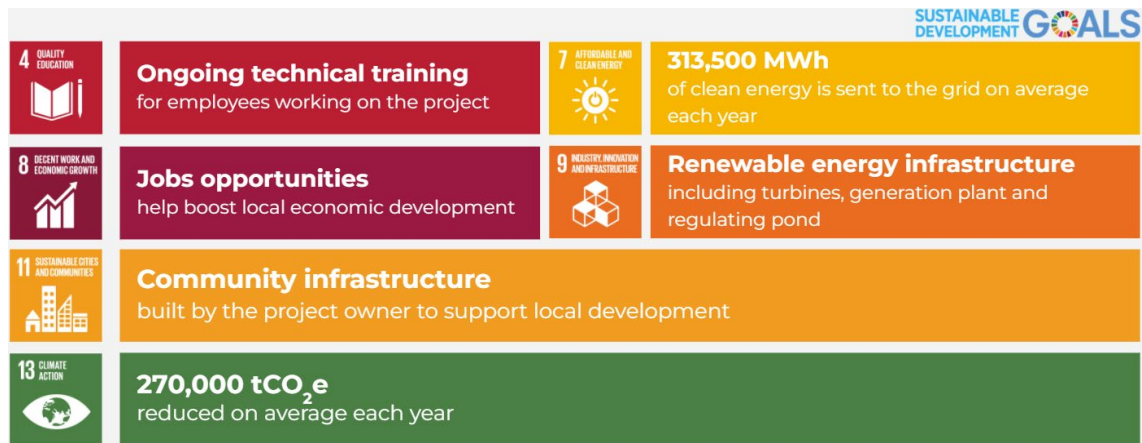 SUSTAINABLE
DEVELOPMENT GOALS
4 QUALITY
EDUCATION
Ongoing technical training
for employees working on the project
7 AFFORDABLE AND
CLEAN ENERGY
313,500 MWh
of clean energy is sent to the grid on average
each year
8 DECENT WORK AND
ECONOMIC GROWTH
Jobs opportunities
help boost local economic development
9 INDUSTRY, INNOVATION
AND INFRASTRUCTURE
Renewable energy infrastructure
including turbines, generation plant and
regulating pond
11 SUSTAINABLE CITIES
AND COMMUNITIES
Community infrastructure
built by the project owner to support local development
13 CLIMATE
ACTION
270,000 tCO₂e
reduced on average each year